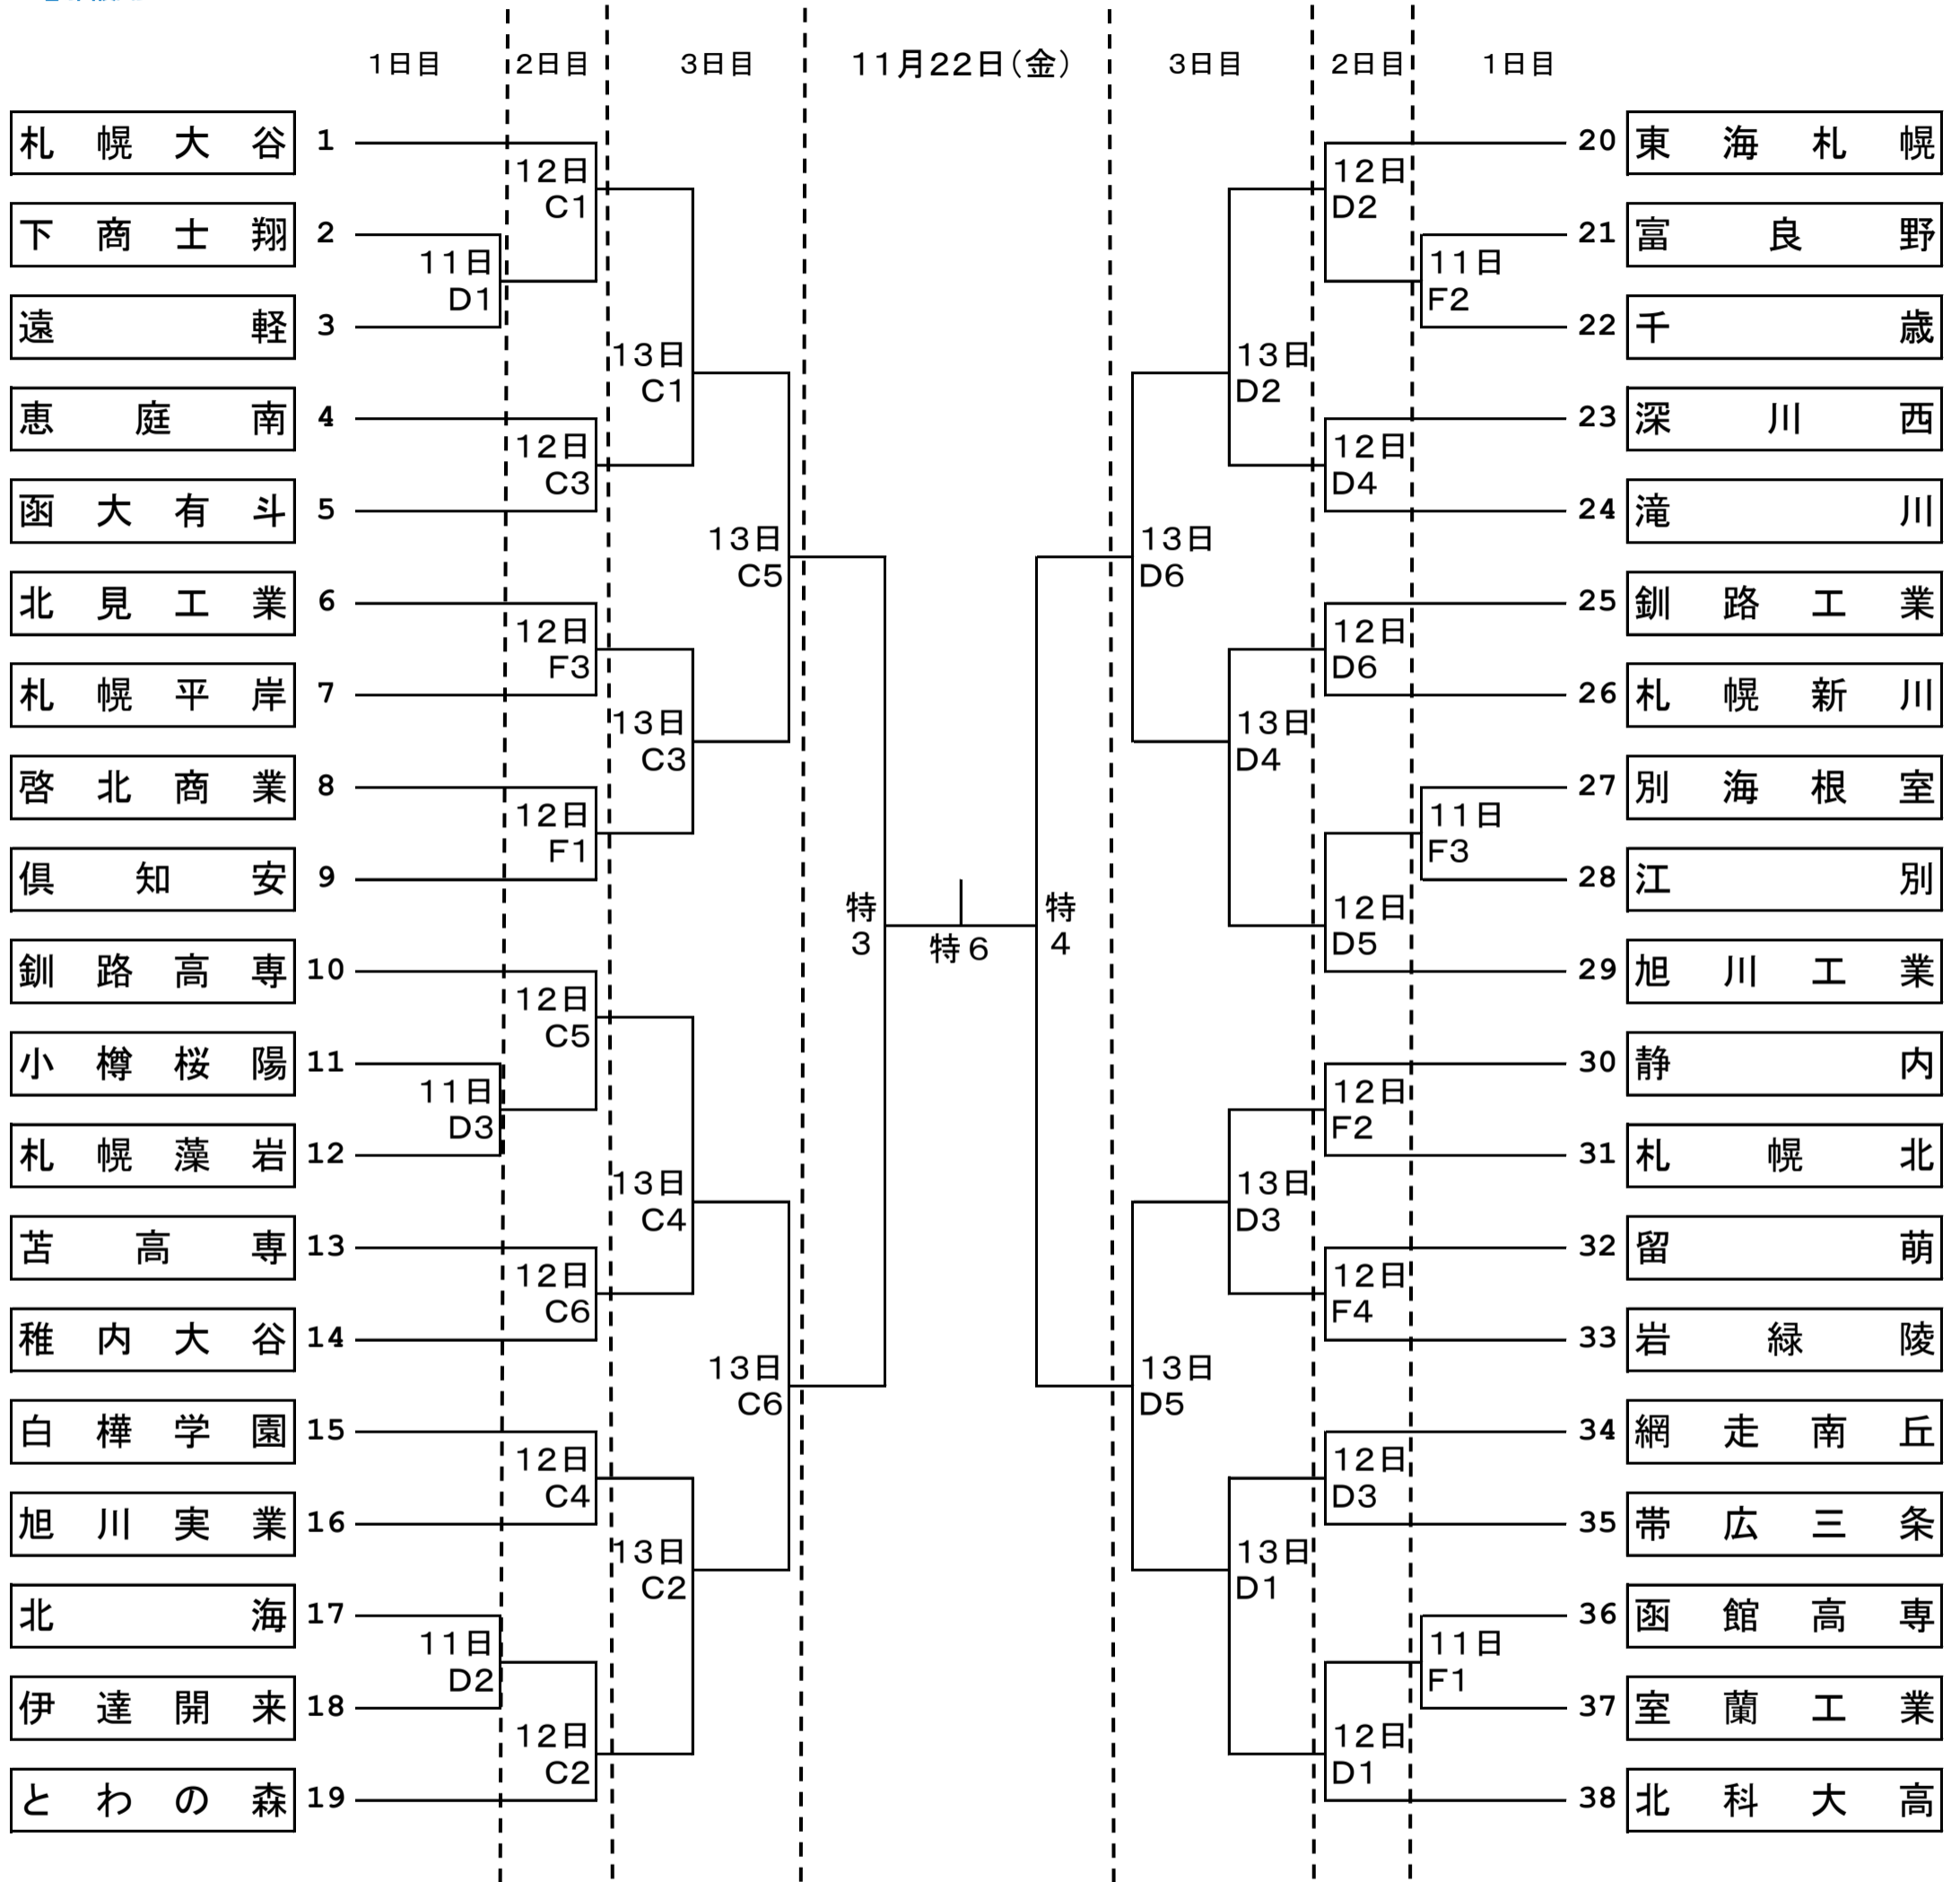 1日目 2日目 3日目 11月22日(金) 3日目 2日目 1日目
札幌大谷 1 20 東海札幌
12日 12日
C1 D2
下商士翔 2 21 富良野
11日 11日
D1 F2
遠軽 3 22 千歳
13日 13日
C1 D2
恵庭南 4 23 深川西
12日 12日
C3 D4
函大有斗 5 24 滝川
13日 13日
C5 D6
北見工業 6 25 釧路工業
12日 12日
F3 D6
札幌平岸 7 26 札幌新川
13日 13日
C3 D4
啓北商業 8 27 別海根室
12日 11日
F1 F3
倶知安 9 28 江別
特3 特6 特4
12日
D5
釧路高専 10 29 旭川工業
12日
C5
小樽桜陽 11 30 静内
11日 12日
D3 F2
札幌藻岩 12 31 札幌北
13日 13日
C4 D3
苫高専 13 32 留萌
12日 12日
C6 F4
稚内大谷 14 33 岩緑陵
13日 13日
C6 D5
白樺学園 15 34 網走南丘
12日 12日
C4 D3
旭川実業 16 35 帯広三条
13日 13日
C2 D1
北海 17 36 函館高専
11日 11日
D2 F1
伊達開来 18 37 室蘭工業
12日 12日
C2 D1
とわの森 19 38 北科大高